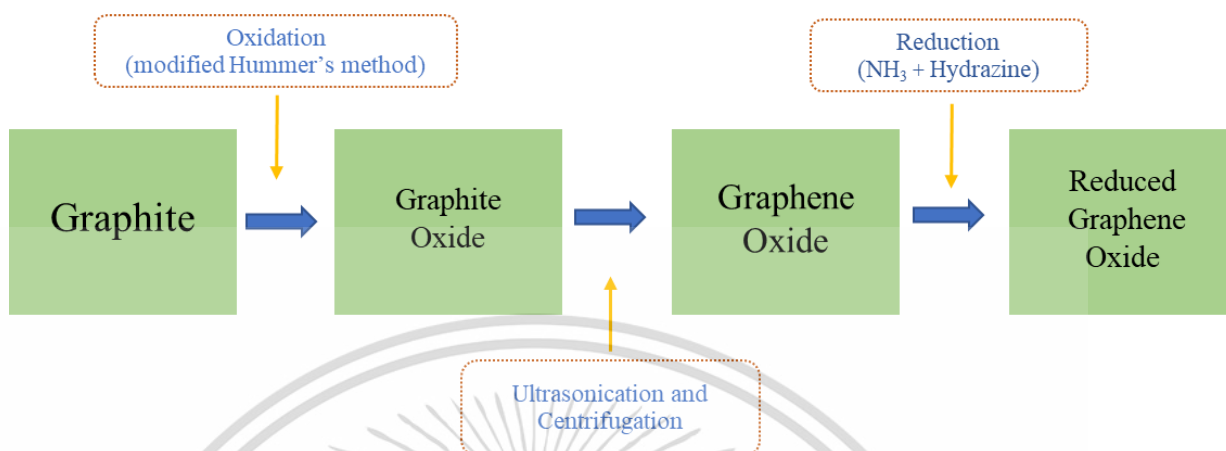 Oxidation
(modified Hummer's method)
Reduction
(NH₃ + Hydrazine)
Graphite
Graphite
Oxide
Graphene
Oxide
Reduced
Graphene
Oxide
Ultrasonication and
Centrifugation